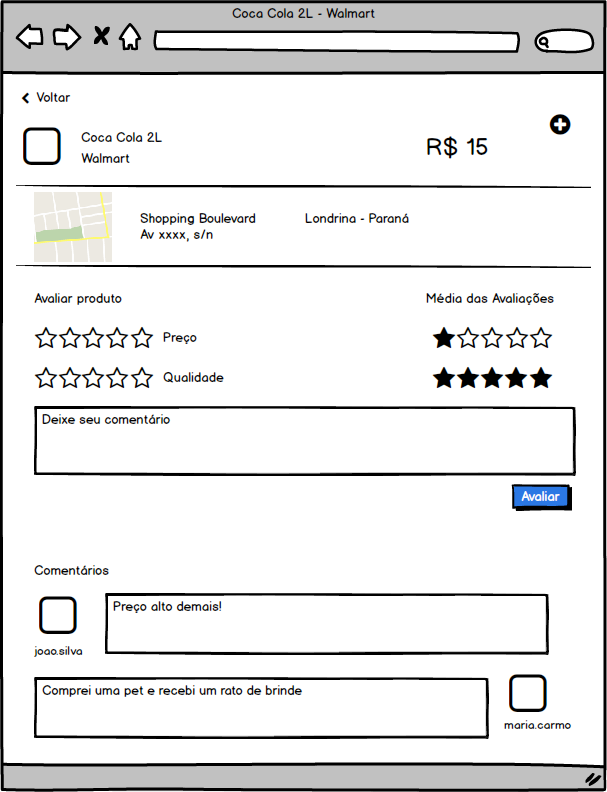 Coca Cola 2L - Walmart
Voltar
Coca Cola 2L
Walmart
R$ 15
Shopping Boulevard
Av xxxx, s/n
Londrina - Paraná
Avaliar produto
Média das Avaliações
Preço
Qualidade
Deixe seu comentário
Avaliar
Comentários
Preço alto demais!
joao.silva
Comprei uma pet e recebi um rato de brinde
maria.carmo